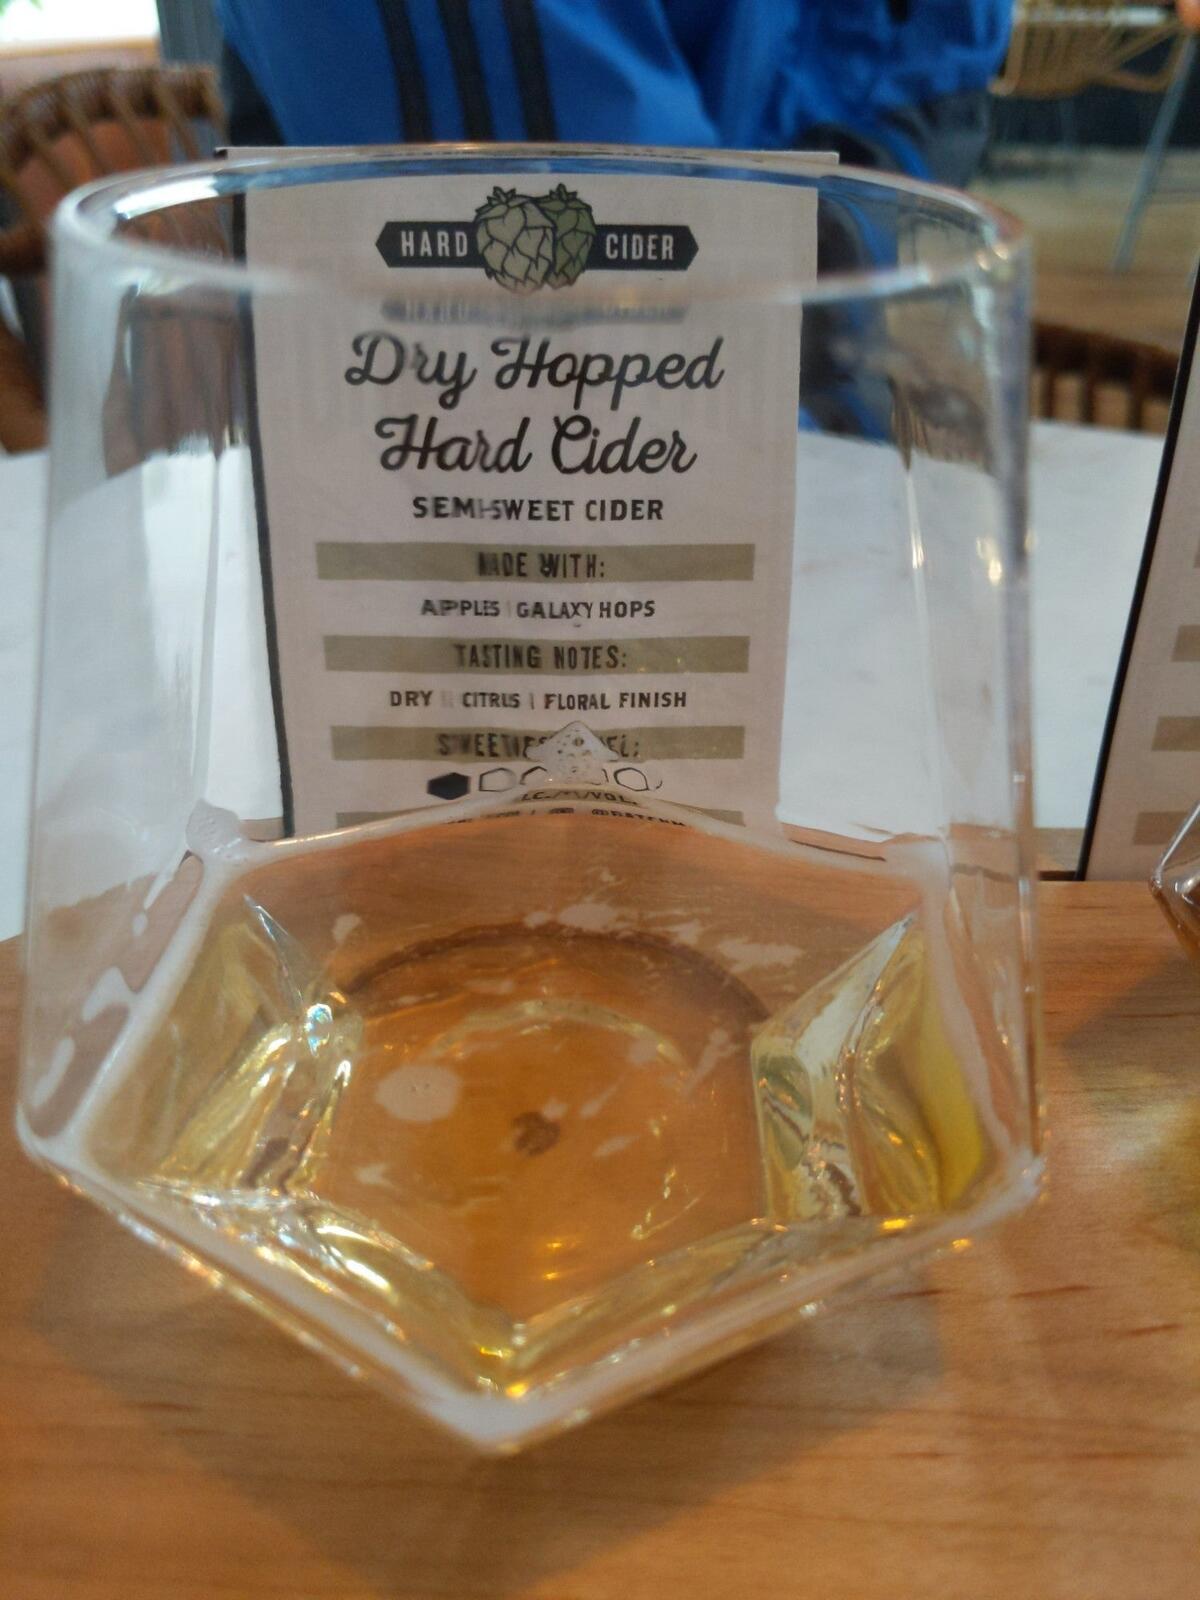 HARD CIDER
Dry Hopped
Hard Cider
SEMI-SWEET CIDER
MADE WITH:
APPLES | GALAXY HOPS
TASTING NOTES:
DRY | CITRUS | FLORAL FINISH